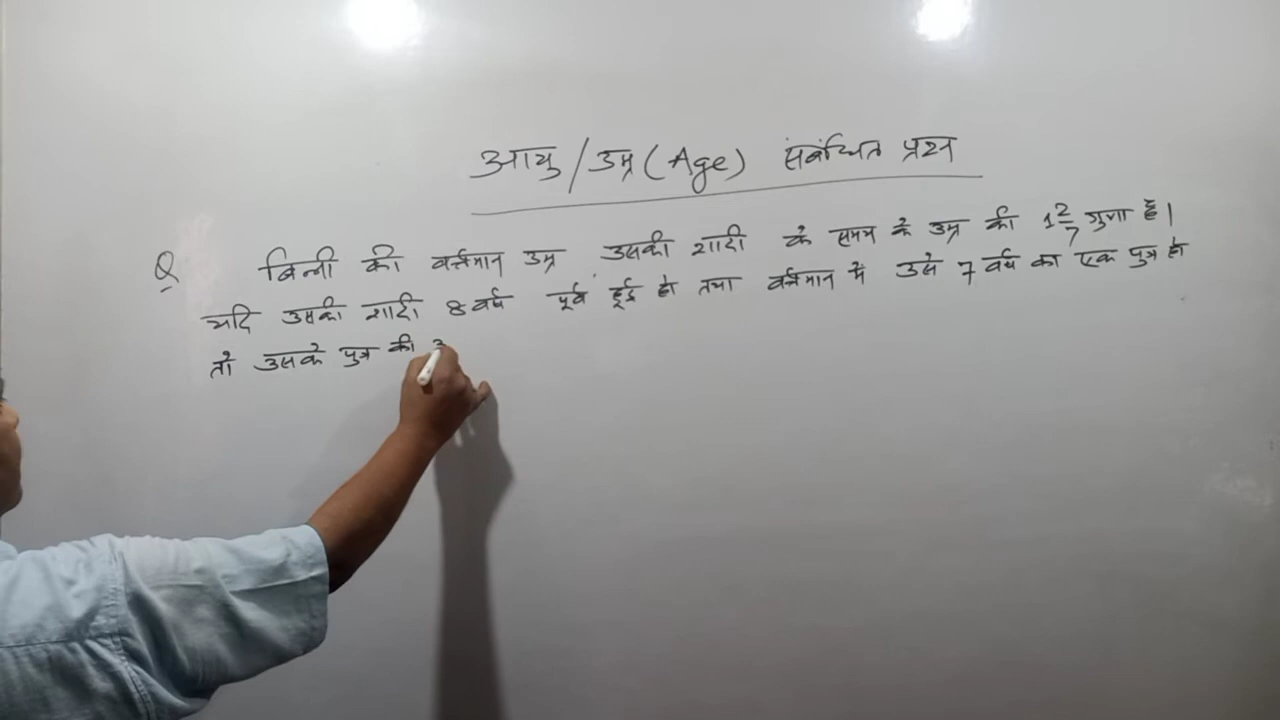 आयु/उम्र (Age) संबंधित प्रश्न
Q बिन्नी की वर्त्तमान उम्र उसकी शादी के समय के उम्र की 1 2/7 गुणा है।
यदि उसकी शादी 8 वर्ष पूर्व हुई हो तथा वर्त्तमान में उसे 7 वर्ष का एक पुत्र हो
तो उसके पुत्र की